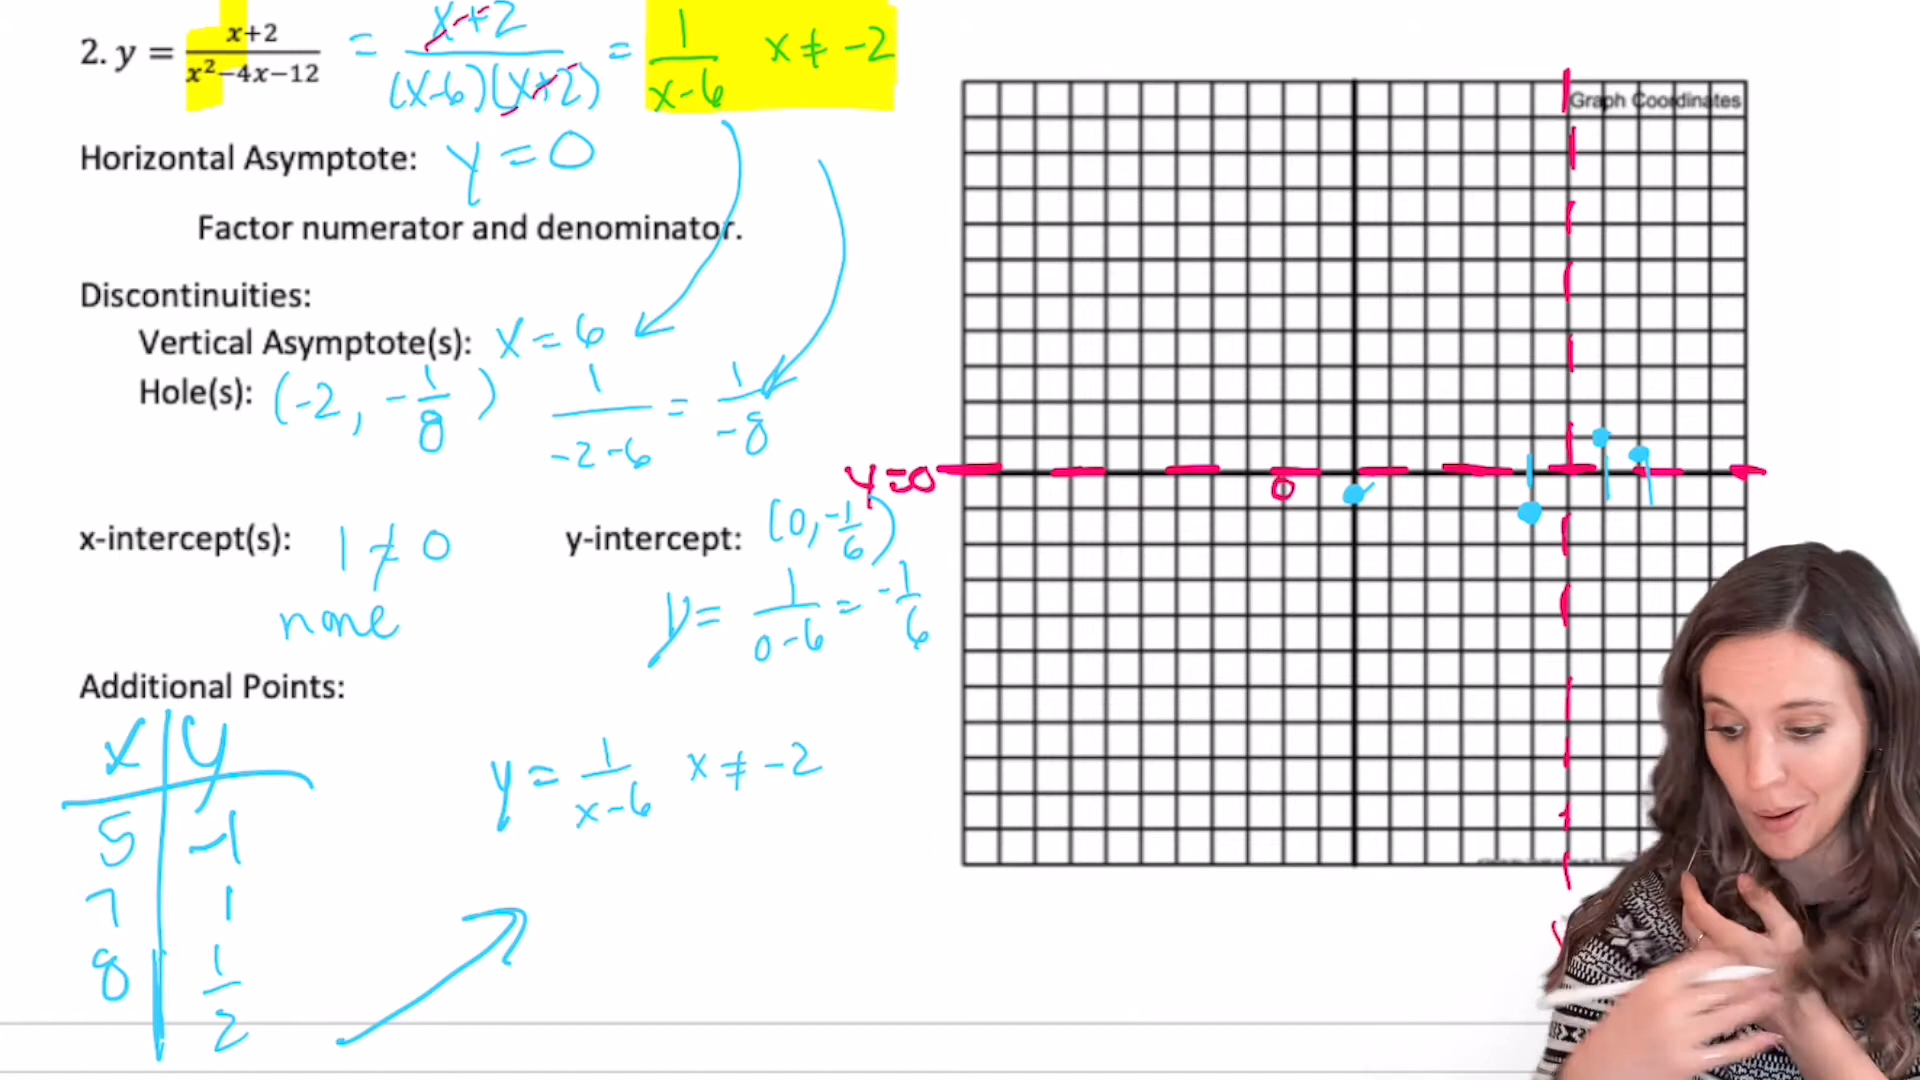 2. y = x+2 / x²−4x−12 = x+2 / (x-6)(x+2) = 1 / x-6 x ≠ -2
Graph Coordinates
Horizontal Asymptote: y = 0
Factor numerator and denominator.
Discontinuities:
Vertical Asymptote(s): x = 6
Hole(s): (-2, -1/8) 1 / -2-6 = 1 / -8
y=0
x-intercept(s): 1 ≠ 0
none
y-intercept: (0, -1/6)
y = 1 / 0-6 = -1/6
Additional Points:
x y
5 -1
7 1
8 1/2
y = 1 / x-6 x ≠ -2